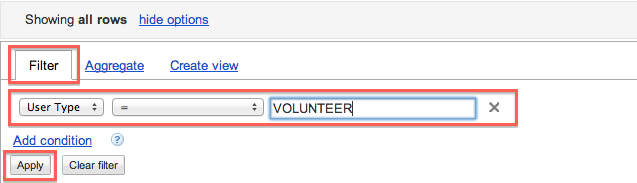 Showing all rows hide options
Filter Aggregate Create view
User Type = VOLUNTEER ×
Add condition ?
Apply Clear filter